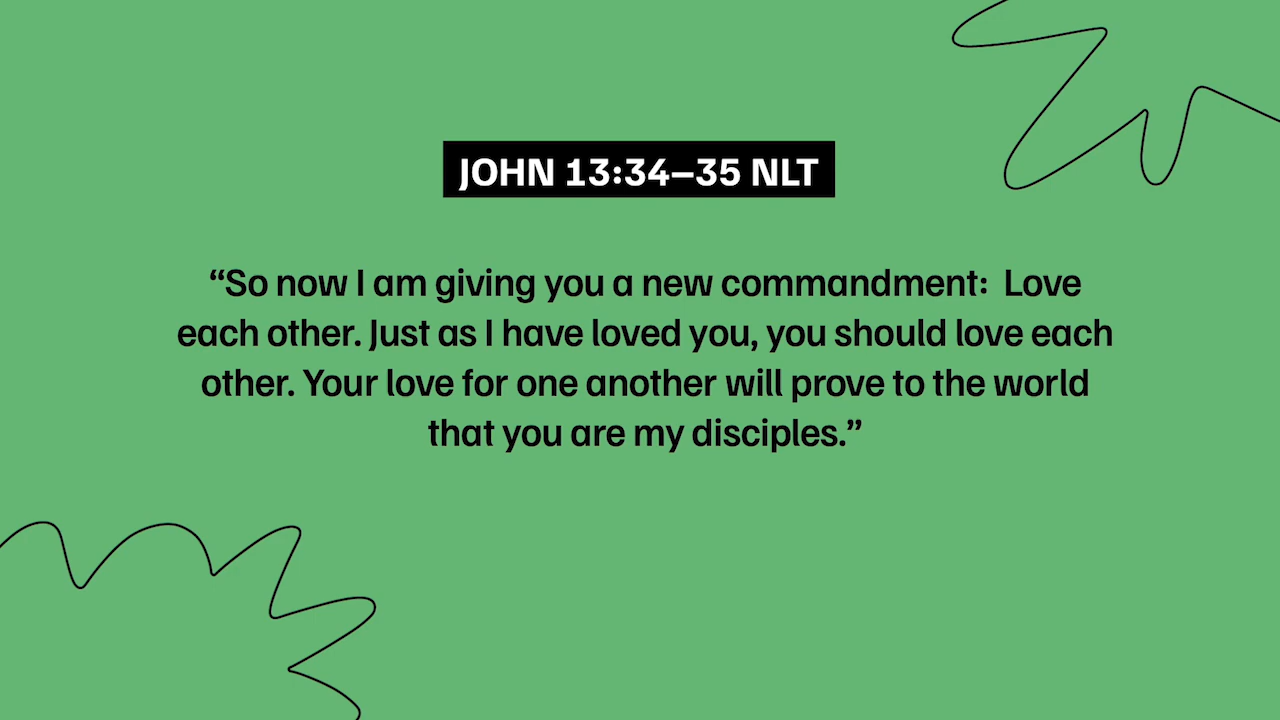 JOHN 13:34–35 NLT
“So now I am giving you a new commandment:  Love
each other. Just as I have loved you, you should love each
other. Your love for one another will prove to the world
that you are my disciples.”